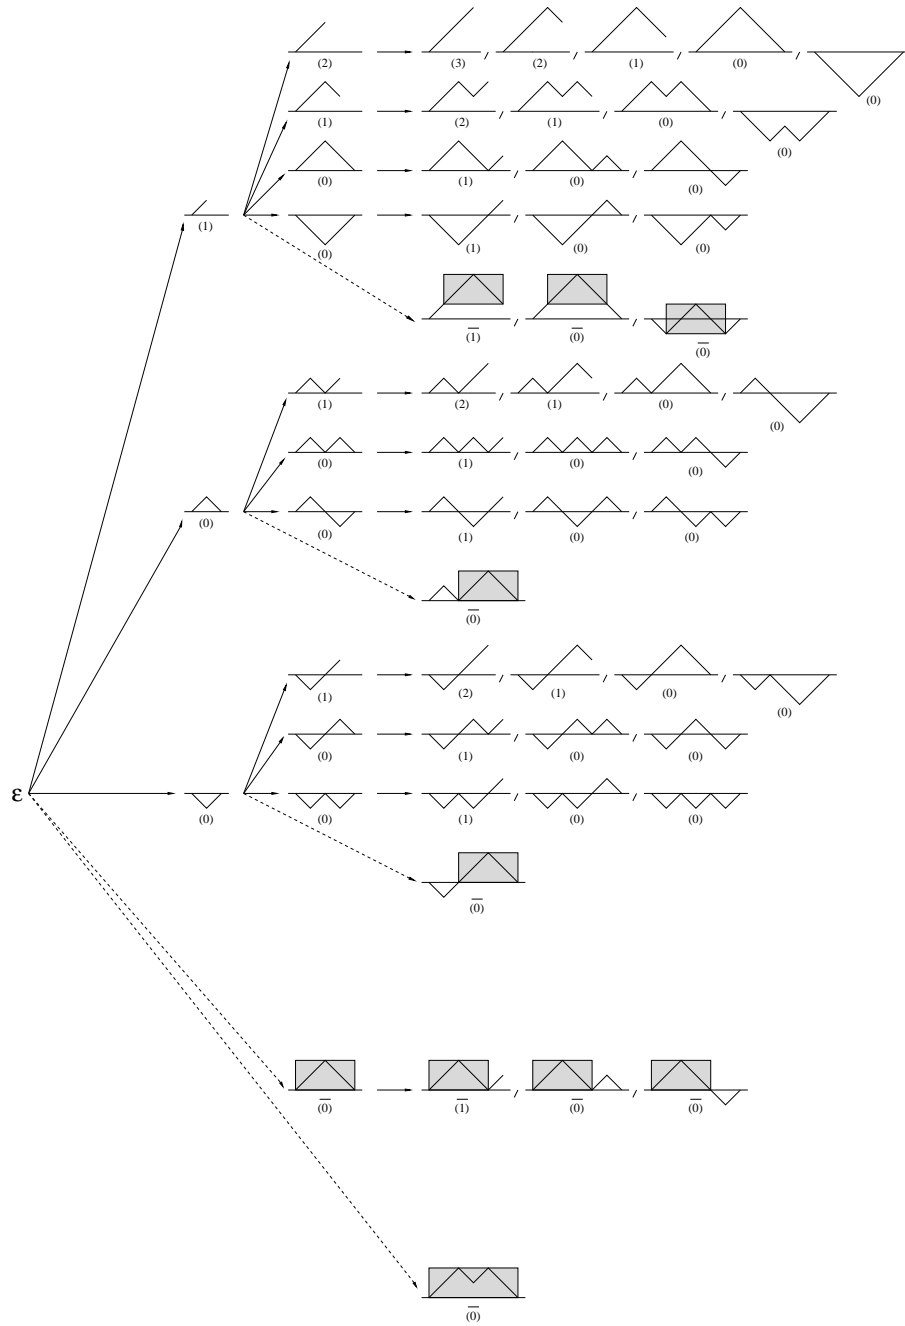 (2) (3) , (2) , (1) , (0) , (0)
(1) (2) , (1) , (0) , (0)
(0) (1) , (0) , (0)
(1)
(0) (1) , (0) , (0)
(1̅) , (0̅) , (0̅)
(1) (2) , (1) , (0) , (0)
(0) (1) , (0) , (0)
(0)
(0) (1) , (0) , (0)
(0̅)
(1) (2) , (1) , (0) , (0)
(0) (1) , (0) , (0)
ε
(0) (0) (1) , (0) , (0)
(0̅)
(0̅) (1̅) , (0̅) , (0̅)
(0̅)